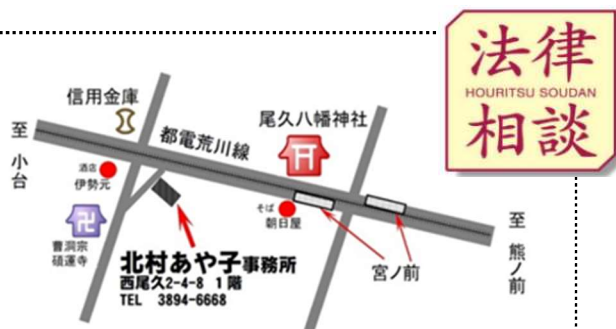 法律
HOURITSU SOUDAN
相談
信用金庫
至 小台
都電荒川線
尾久八幡神社
酒店
伊勢元
そば
朝日屋
曹洞宗
碩運寺
北村あや子事務所
西尾久2-4-8 1階
TEL 3894-6668
宮ノ前
至 熊ノ前